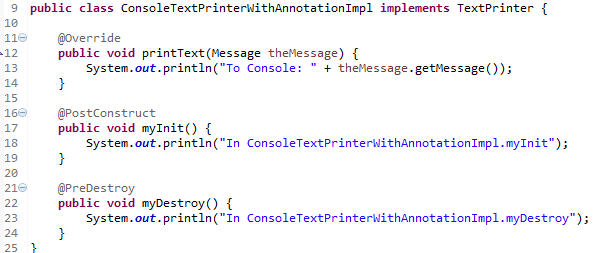 9 public class ConsoleTextPrinterWithAnnotationImpl implements TextPrinter {
10
11 @Override
12 public void printText(Message theMessage) {
13 System.out.println("To Console: " + theMessage.getMessage());
14 }
15
16 @PostConstruct
17 public void myInit() {
18 System.out.println("In ConsoleTextPrinterWithAnnotationImpl.myInit");
19 }
20
21 @PreDestroy
22 public void myDestroy() {
23 System.out.println("In ConsoleTextPrinterWithAnnotationImpl.myDestroy");
24 }
25 }